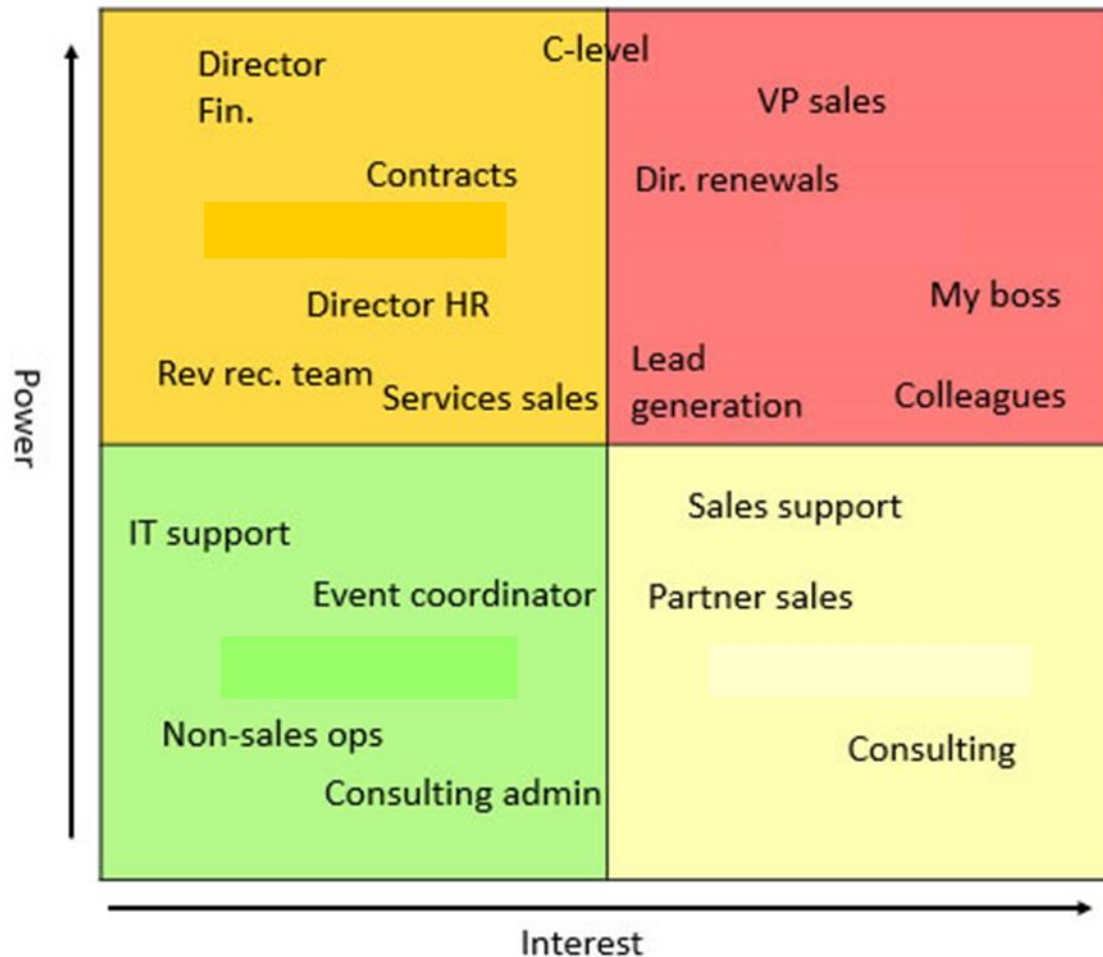 C-level
Director
Fin.
VP sales
Contracts
Dir. renewals
Director HR
My boss
Rev rec. team
Services sales
Lead
generation
Colleagues
Power
IT support
Sales support
Event coordinator
Partner sales
Non-sales ops
Consulting
Consulting admin
Interest